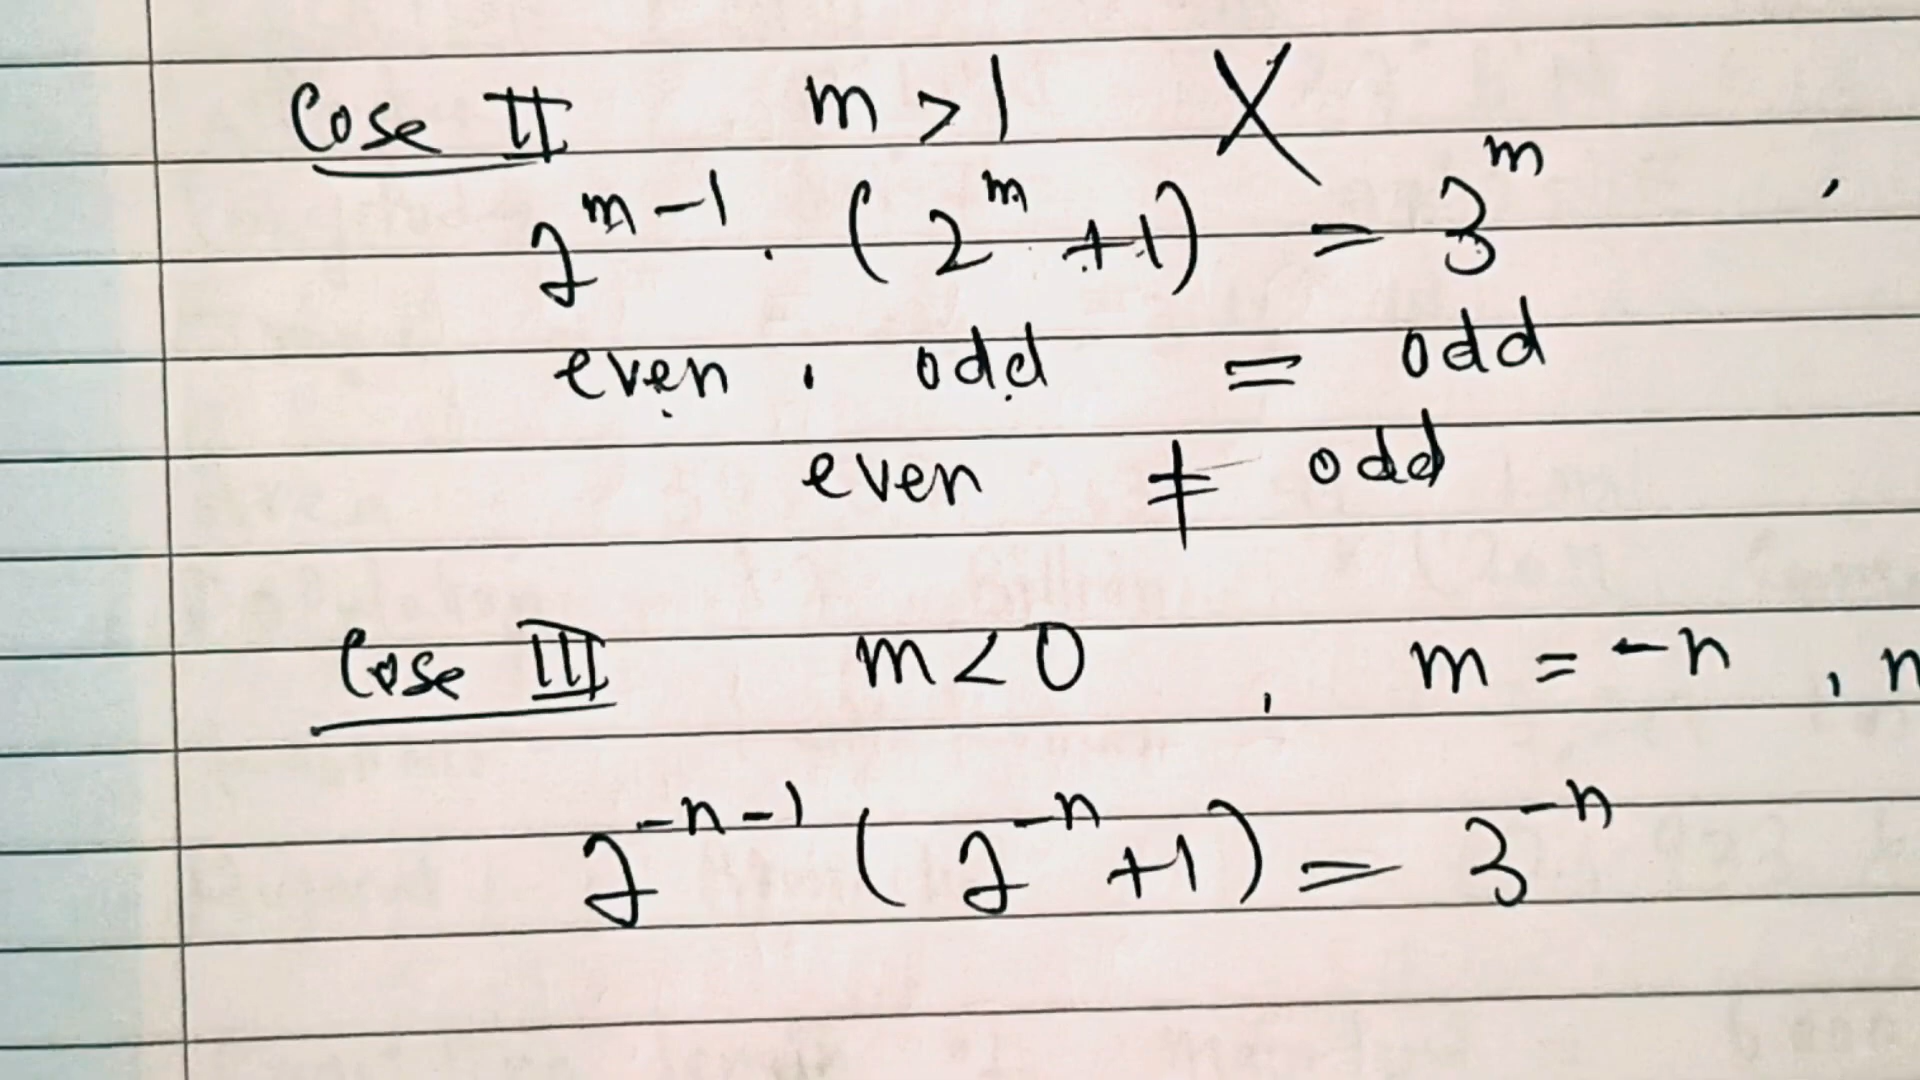 Case II m > 1 X
2^{m-1} · (2^m + 1) = 3^m ,
even · odd = odd
even ≠ odd
Case III m < 0 , m = -n , n
2^{-n-1} (2^{-n} + 1) = 3^{-n}